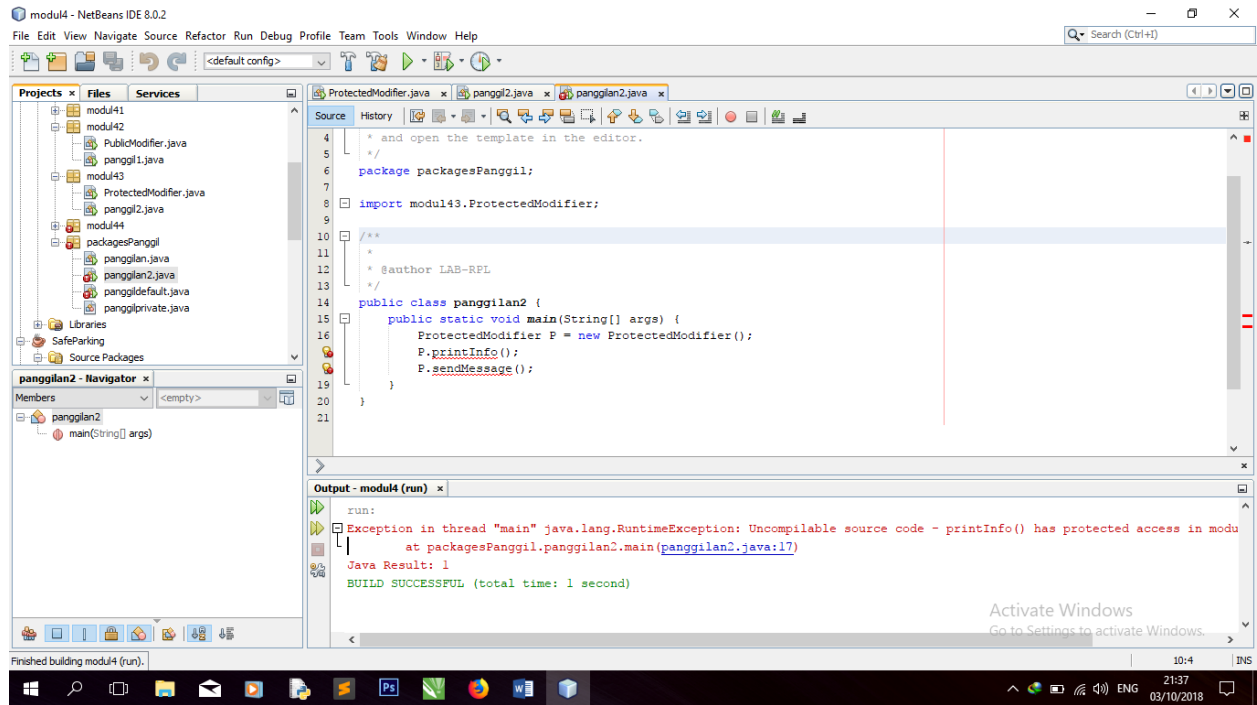 modul4 - NetBeans IDE 8.0.2
File Edit View Navigate Source Refactor Run Debug Profile Team Tools Window Help
Search (Ctrl+I)
<default config>
Projects Files Services
modul41
modul42
PublicModifier.java
panggil1.java
modul43
ProtectedModifier.java
panggil2.java
modul44
packagesPanggil
panggilan.java
panggilan2.java
panggildefault.java
panggilprivate.java
Libraries
SafeParking
Source Packages
panggilan2 - Navigator
Members <empty>
panggilan2
main(String[] args)
ProtectedModifier.java panggil2.java panggilan2.java
Source History
4 * and open the template in the editor.
5 */
6 package packagesPanggil;
7
8 import modul43.ProtectedModifier;
9
10 /**
11 *
12 * @author LAB-RPL
13 */
14 public class panggilan2 {
15 public static void main(String[] args) {
16 ProtectedModifier P = new ProtectedModifier();
P.printInfo();
P.sendMessage();
19 }
20 }
21
Output - modul4 (run)
run:
Exception in thread "main" java.lang.RuntimeException: Uncompilable source code - printInfo() has protected access in modu
at packagesPanggil.panggilan2.main(panggilan2.java:17)
Java Result: 1
BUILD SUCCESSFUL (total time: 1 second)
Activate Windows
Go to Settings to activate Windows.
Finished building modul4 (run).
10:4 INS
Ps
ENG
21:37
03/10/2018